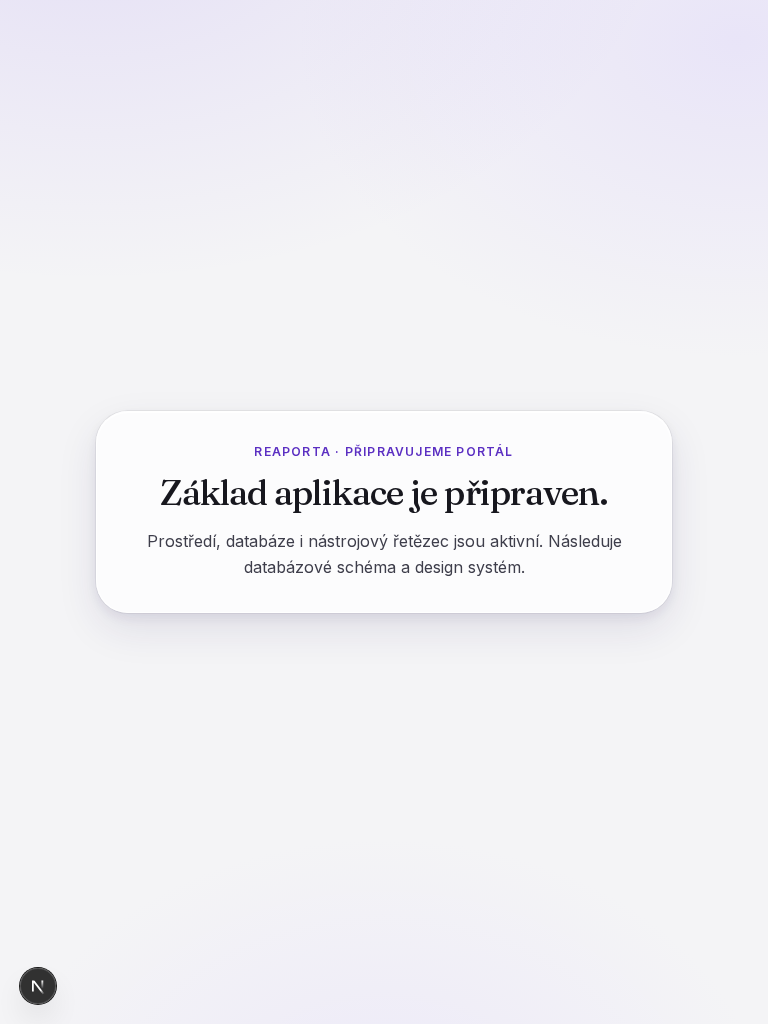 REAPORTA · PŘIPRAVUJEME PORTÁL
Základ aplikace je připraven.
Prostředí, databáze i nástrojový řetězec jsou aktivní. Následuje
databázové schéma a design systém.
N